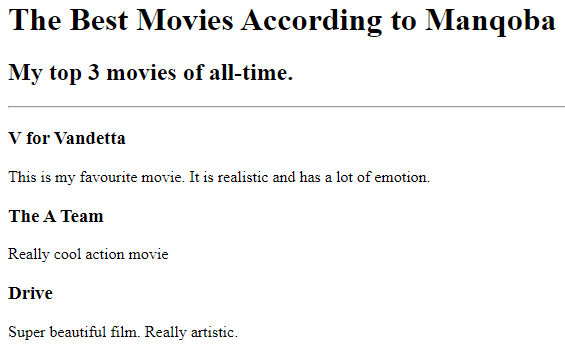 The Best Movies According to Manqoba
My top 3 movies of all-time.
V for Vandetta
This is my favourite movie. It is realistic and has a lot of emotion.
The A Team
Really cool action movie
Drive
Super beautiful film. Really artistic.